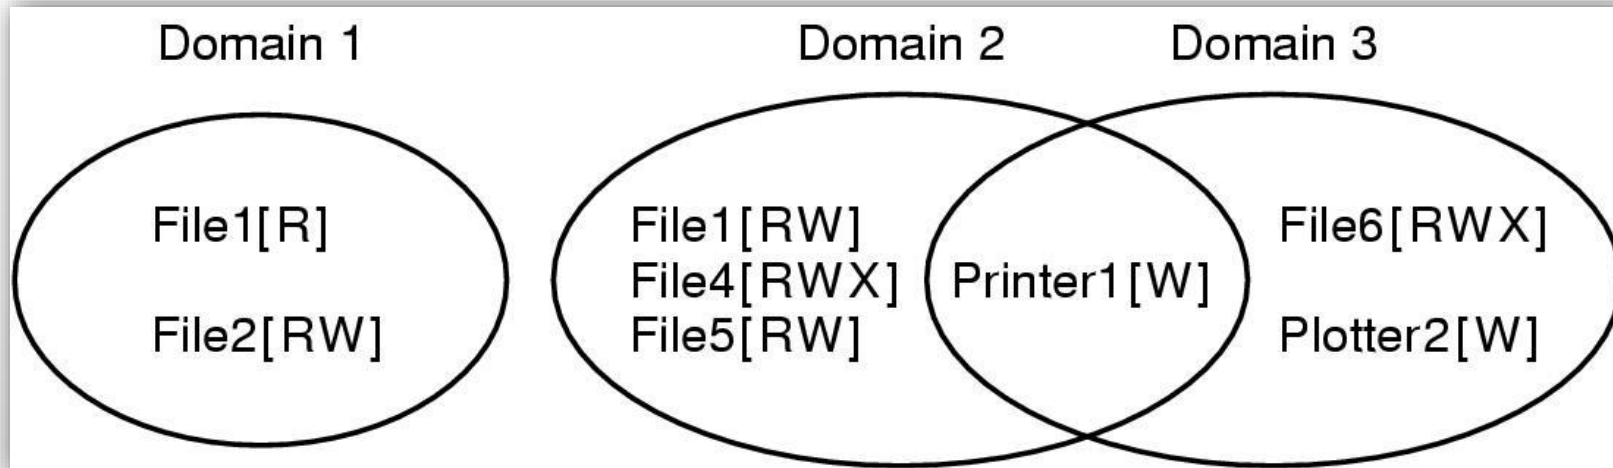 Domain 1
Domain 2
Domain 3
File1[R]
File2[RW]
File1[RW]
File4[RWX]
File5[RW]
Printer1[W]
File6[RWX]
Plotter2[W]